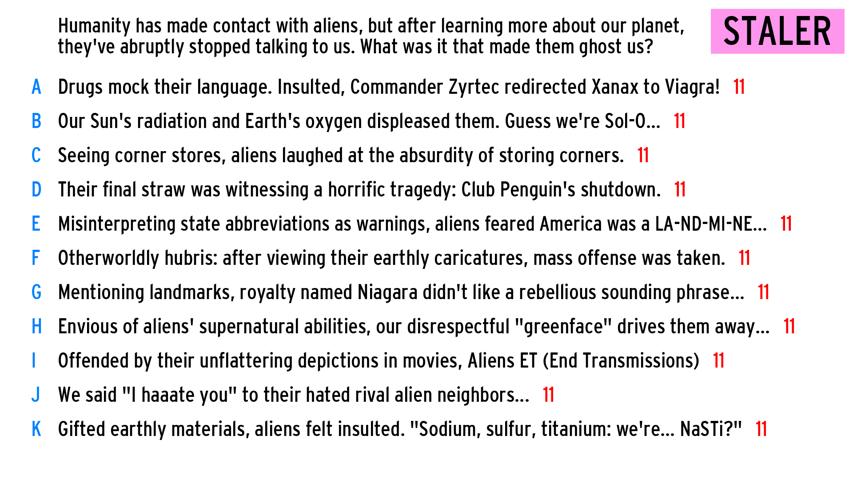 Humanity has made contact with aliens, but after learning more about our planet,
they've abruptly stopped talking to us. What was it that made them ghost us?
STALER
A Drugs mock their language. Insulted, Commander Zyrtec redirected Xanax to Viagra! 11
B Our Sun's radiation and Earth's oxygen displeased them. Guess we're Sol-O... 11
C Seeing corner stores, aliens laughed at the absurdity of storing corners. 11
D Their final straw was witnessing a horrific tragedy: Club Penguin's shutdown. 11
E Misinterpreting state abbreviations as warnings, aliens feared America was a LA-ND-MI-NE... 11
F Otherworldly hubris: after viewing their earthly caricatures, mass offense was taken. 11
G Mentioning landmarks, royalty named Niagara didn't like a rebellious sounding phrase... 11
H Envious of aliens' supernatural abilities, our disrespectful "greenface" drives them away... 11
I Offended by their unflattering depictions in movies, Aliens ET (End Transmissions) 11
J We said "I haaate you" to their hated rival alien neighbors... 11
K Gifted earthly materials, aliens felt insulted. "Sodium, sulfur, titanium: we're... NaSTi?" 11